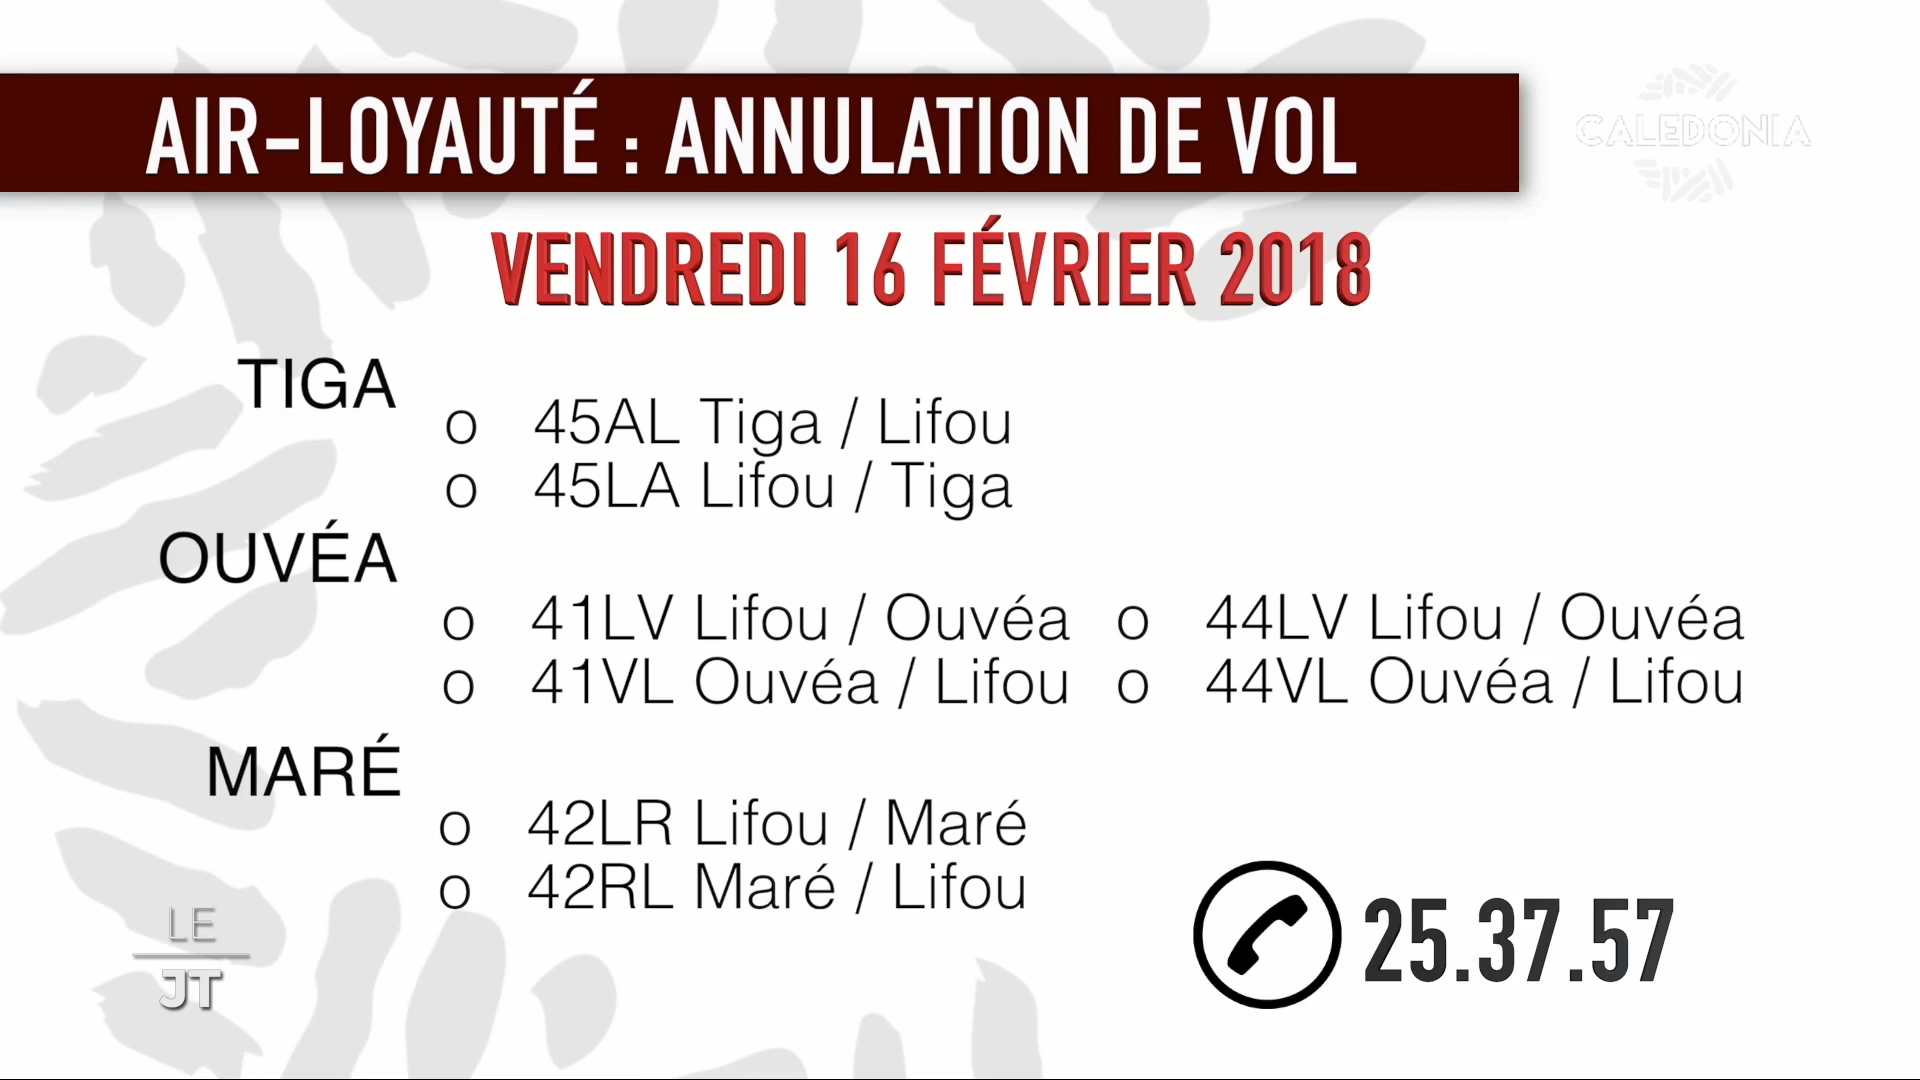 AIR-LOYAUTÉ : ANNULATION DE VOL
CALEDONIA
VENDREDI 16 FÉVRIER 2018
TIGA
o 45AL Tiga / Lifou
o 45LA Lifou / Tiga
OUVÉA
o 41LV Lifou / Ouvéa o 44LV Lifou / Ouvéa
o 41VL Ouvéa / Lifou o 44VL Ouvéa / Lifou
MARÉ
o 42LR Lifou / Maré
o 42RL Maré / Lifou
LE
JT
25.37.57